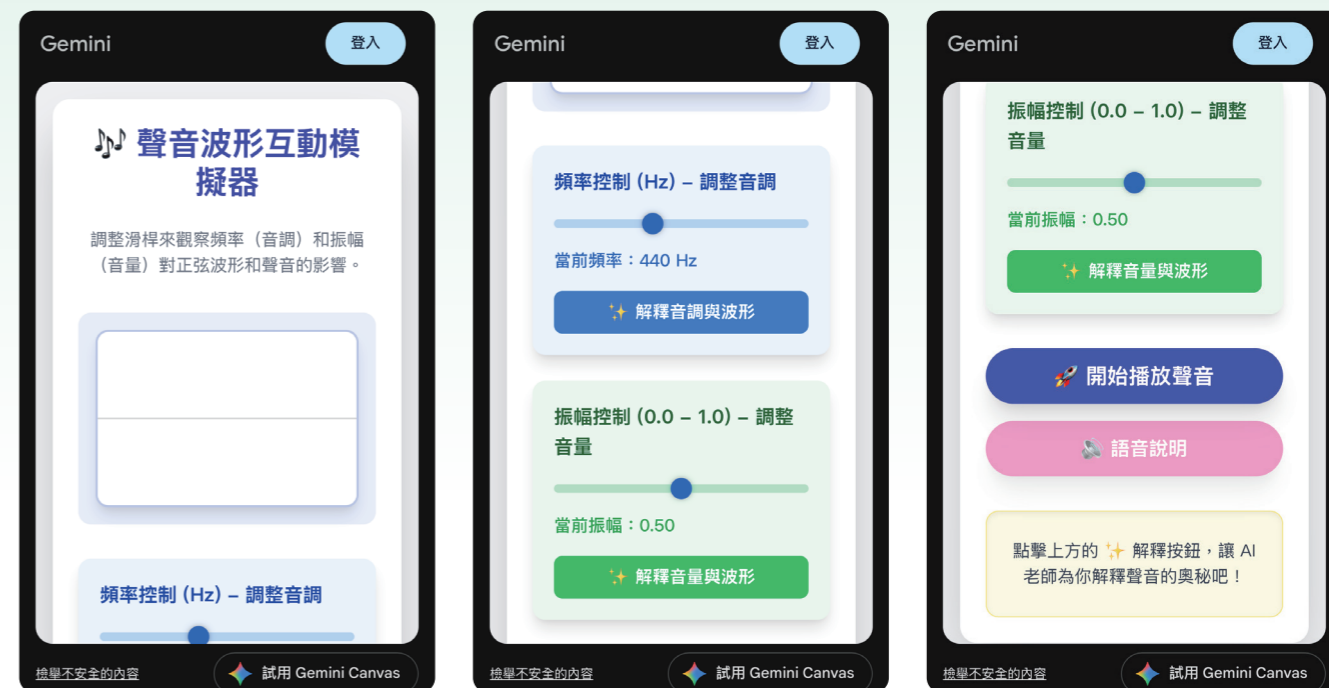 Gemini
登入
🎶 聲音波形互動模
擬器
調整滑桿來觀察頻率（音調）和振幅
（音量）對正弦波形和聲音的影響。
頻率控制 (Hz) – 調整音調
檢舉不安全的內容
試用 Gemini Canvas
Gemini
登入
頻率控制 (Hz) – 調整音調
當前頻率：440 Hz
✨ 解釋音調與波形
振幅控制 (0.0 – 1.0) – 調整
音量
當前振幅：0.50
✨ 解釋音量與波形
檢舉不安全的內容
試用 Gemini Canvas
Gemini
登入
振幅控制 (0.0 – 1.0) – 調整
音量
當前振幅：0.50
✨ 解釋音量與波形
🚀 開始播放聲音
🔊 語音說明
點擊上方的 ✨ 解釋按鈕，讓 AI
老師為你解釋聲音的奧秘吧！
檢舉不安全的內容
試用 Gemini Canvas